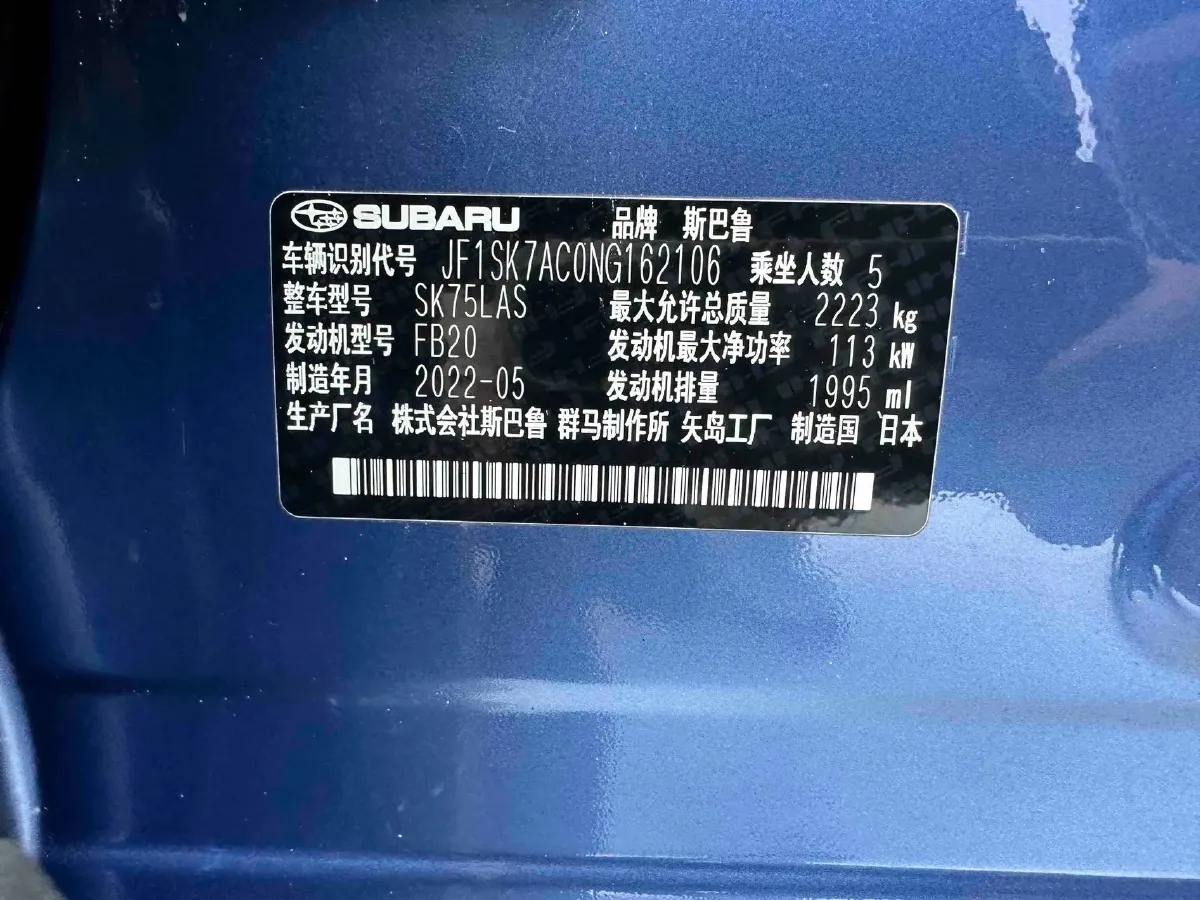 SUBARU 品牌 斯巴鲁
车辆识别代号 JF1SK7AC0NG162106 乘坐人数 5
整车型号 SK75LAS 最大允许总质量 2223 kg
发动机型号 FB20 发动机最大净功率 113 kW
制造年月 2022-05 发动机排量 1995 ml
生产厂名 株式会社斯巴鲁 群马制作所 矢岛工厂 制造国 日本